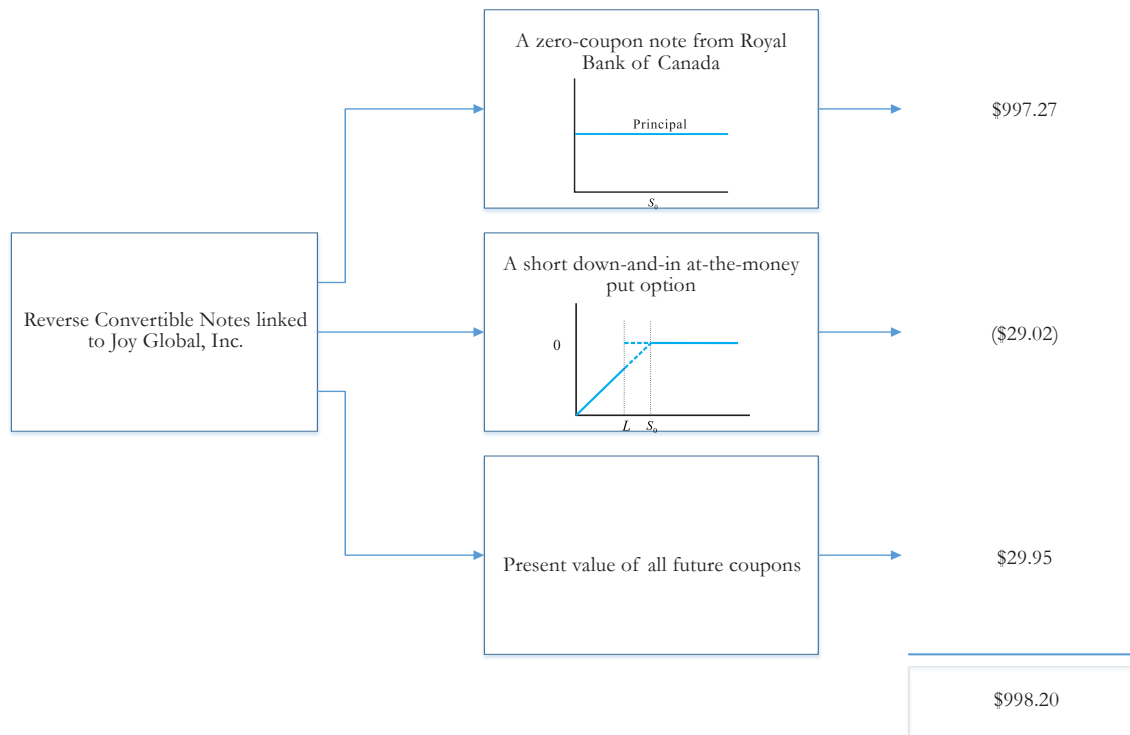 A zero-coupon note from Royal
Bank of Canada
Principal
S₀
$997.27
Reverse Convertible Notes linked
to Joy Global, Inc.
A short down-and-in at-the-money
put option
0
L S₀
($29.02)
Present value of all future coupons
$29.95
$998.20